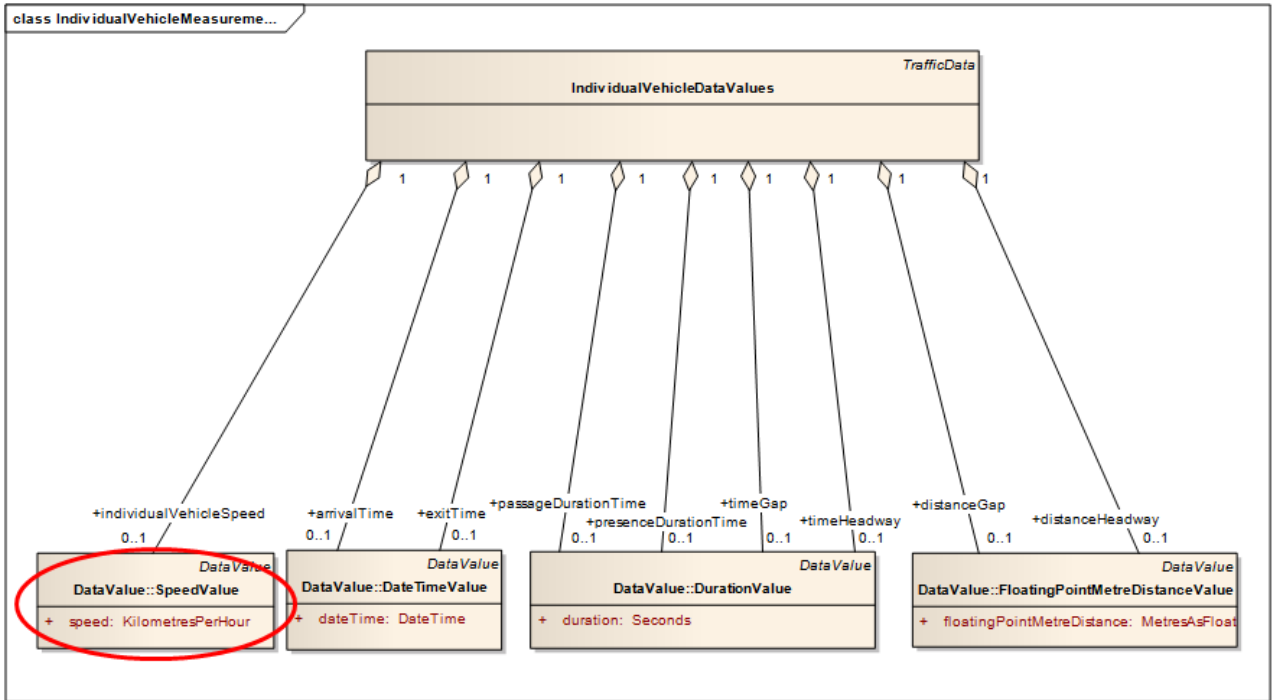 class IndividualVehicleMeasureme...
TrafficData
IndividualVehicleDataValues
1 1 1 1 1 1 1 1 1
+individualVehicleSpeed
0..1
+arrivalTime
0..1
+exitTime
0..1
+passageDurationTime
0..1
+presenceDurationTime
0..1
+timeGap
0..1
+timeHeadway
0..1
+distanceGap
0..1
+distanceHeadway
0..1
DataValue
DataValue::SpeedValue
+ speed: KilometresPerHour
DataValue
DataValue::DateTimeValue
+ dateTime: DateTime
DataValue
DataValue::DurationValue
+ duration: Seconds
DataValue
DataValue::FloatingPointMetreDistanceValue
+ floatingPointMetreDistance: MetresAsFloat